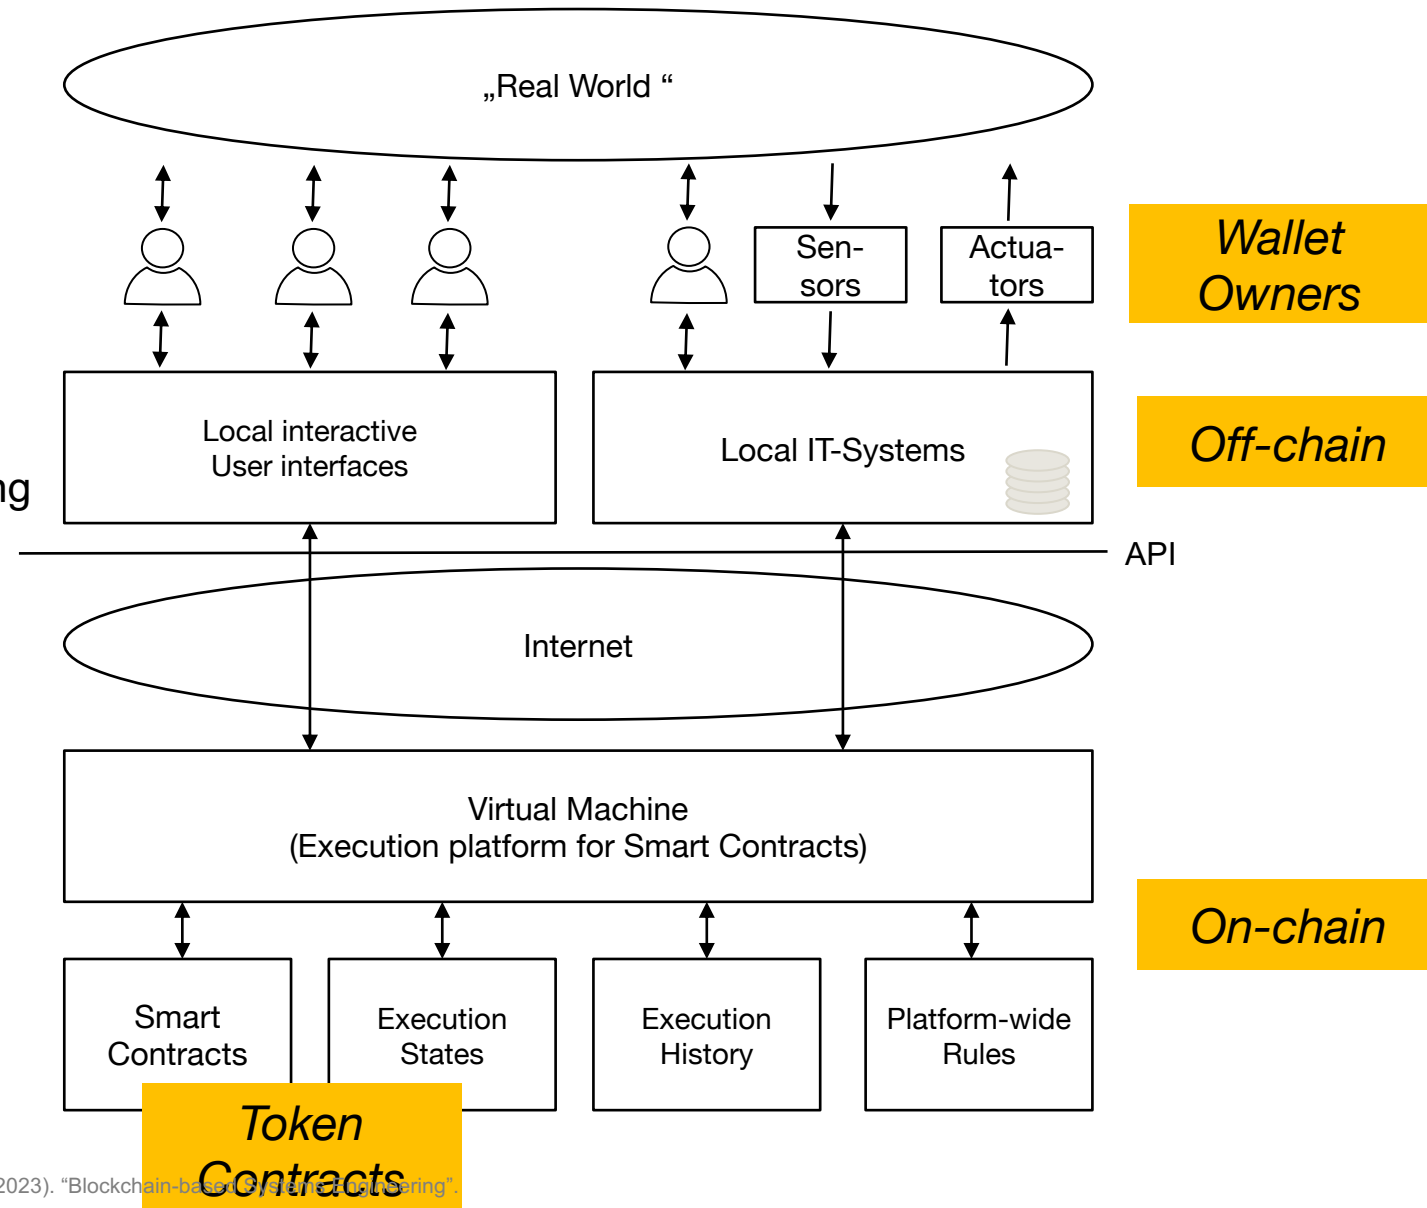 „Real World “
Sen-
sors
Actua-
tors
Wallet
Owners
Local interactive
User interfaces
Local IT-Systems
Off-chain
ng
API
Internet
Virtual Machine
(Execution platform for Smart Contracts)
On-chain
Smart
Contracts
Execution
States
Execution
History
Platform-wide
Rules
Token
Contracts
2023). “Blockchain-based Systems Engineering”.